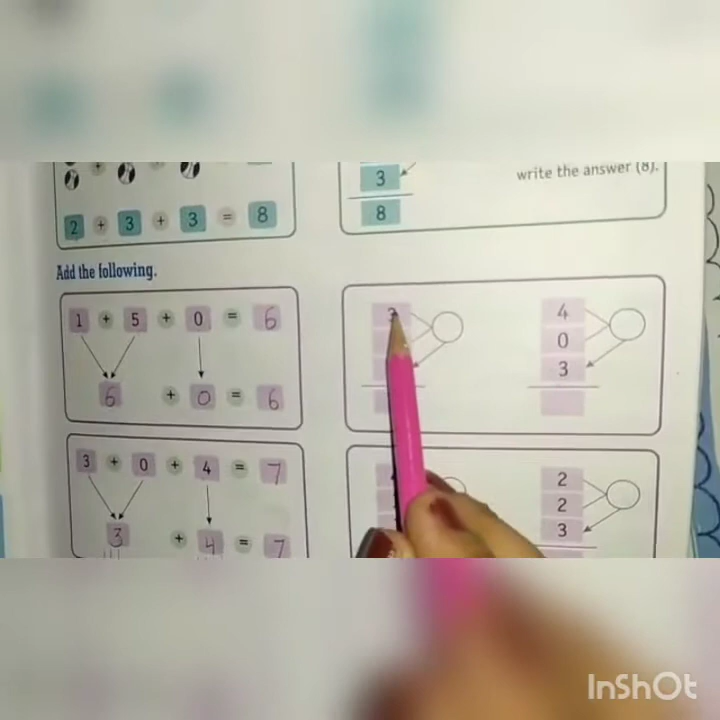 3
write the answer (8).
8
2 + 3 + 3 = 8
Add the following.
1 + 5 + 0 = 6
6 + 0 = 6
3
4
0
3
3 + 0 + 4 = 7
3 + 4 = 7
2
2
3
InShOt